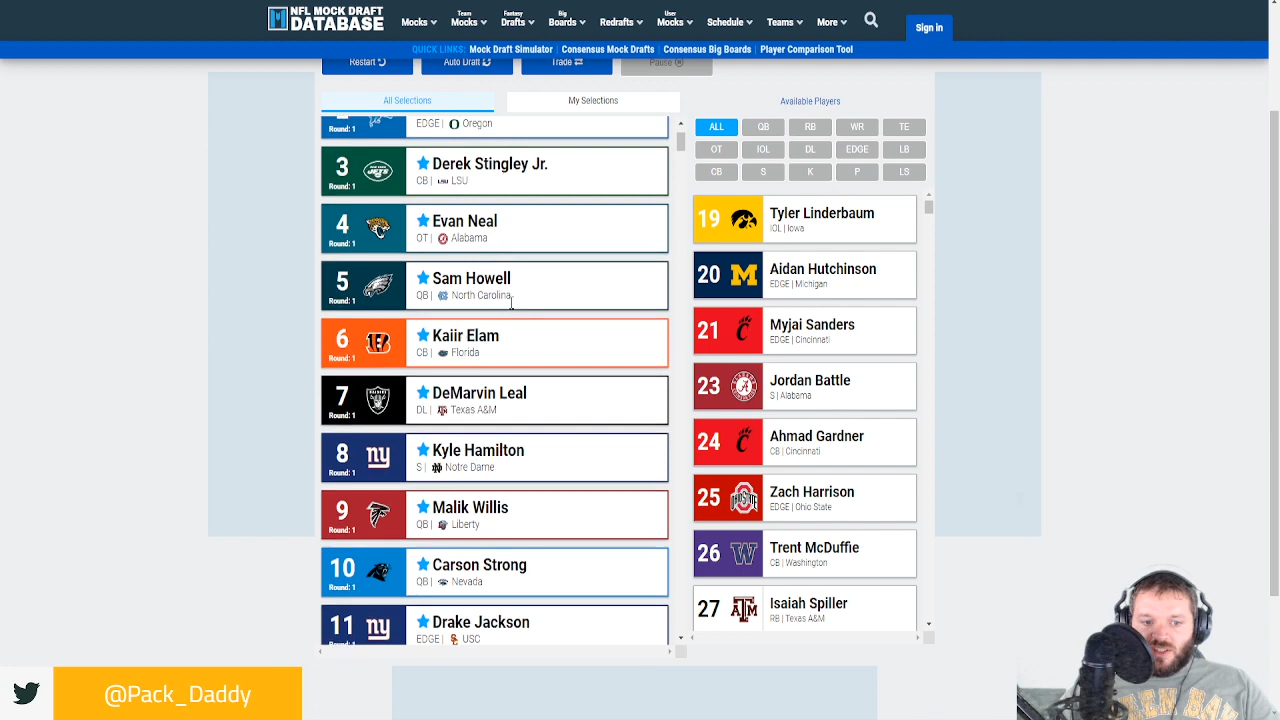 NFL MOCK DRAFT DATABASE
Mocks
Team Mocks
Fantasy Drafts
Big Boards
Redrafts
User Mocks
Schedule
Teams
More
Sign in
QUICK LINKS: Mock Draft Simulator Consensus Mock Drafts Consensus Big Boards Player Comparison Tool
Restart Auto Draft Trade Pause
All Selections
My Selections
Round: 1
EDGE | Oregon
3 Derek Stingley Jr.
Round: 1 CB | LSU LSU
4 Evan Neal
Round: 1 OT | Alabama
5 Sam Howell
Round: 1 QB | North Carolina
6 Kaiir Elam
Round: 1 CB | Florida
7 DeMarvin Leal
Round: 1 DL | Texas A&M
8 ny Kyle Hamilton
Round: 1 S | Notre Dame
9 Malik Willis
Round: 1 QB | Liberty
10 Carson Strong
Round: 1 QB | Nevada
11 ny Drake Jackson
Round: 1 EDGE | USC
Available Players
ALL QB RB WR TE
OT IOL DL EDGE LB
CB S K P LS
19 Tyler Linderbaum
IOL | Iowa
20 Aidan Hutchinson
EDGE | Michigan
21 Myjai Sanders
EDGE | Cincinnati
23 Jordan Battle
S | Alabama
24 Ahmad Gardner
CB | Cincinnati
25 Zach Harrison
EDGE | Ohio State
26 Trent McDuffie
CB | Washington
27 Isaiah Spiller
RB | Texas A&M
@Pack_Daddy